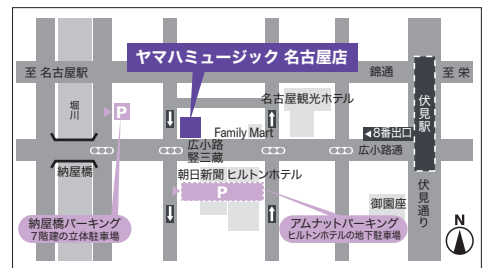 ヤマハミュージック 名古屋店
至 名古屋駅
錦通
至 栄
堀川
P
名古屋観光ホテル
伏見駅
Family Mart
◀8番出口
広小路
竪三蔵
広小路通
納屋橋
朝日新聞 ヒルトンホテル
P
御園座
伏見通り
納屋橋パーキング
7階建の立体駐車場
アムナットパーキング
ヒルトンホテルの地下駐車場
N